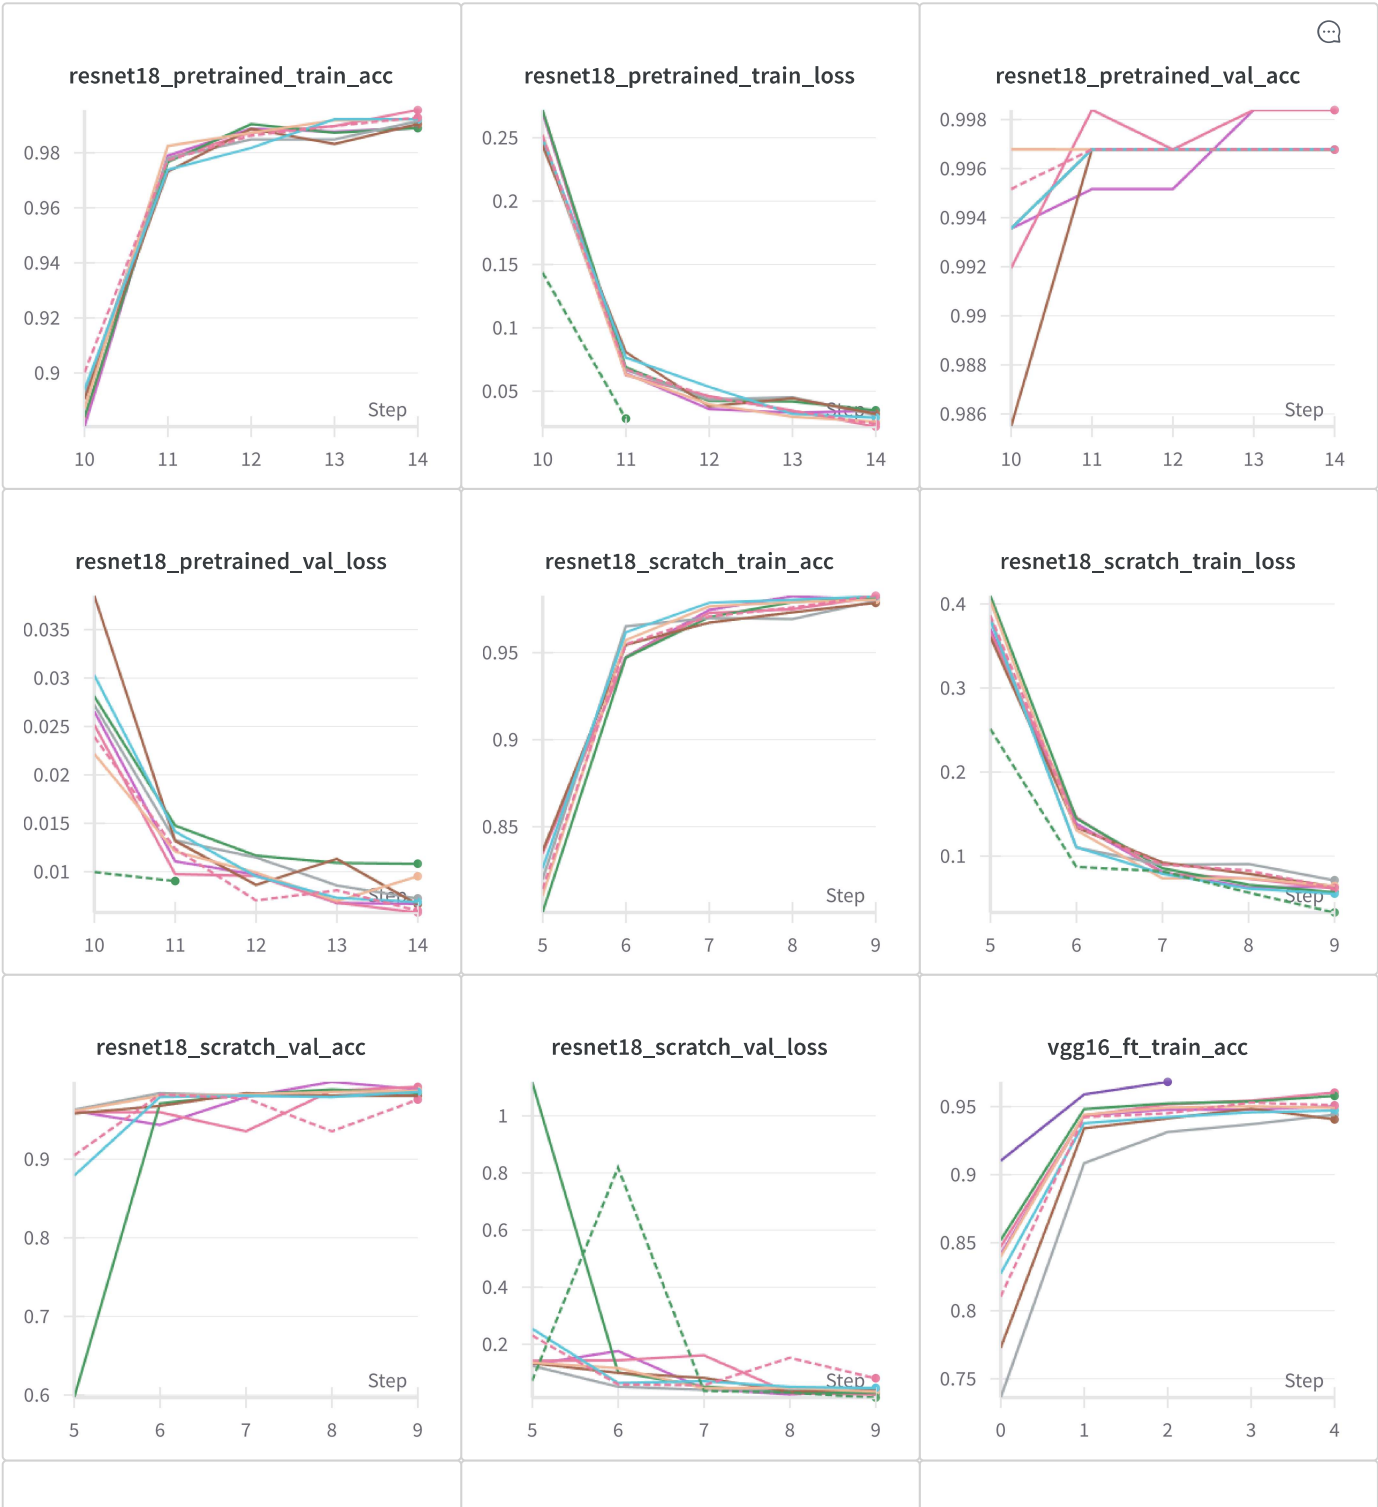 resnet18_pretrained_train_acc
0.98
0.96
0.94
0.92
0.9
Step
10 11 12 13 14
resnet18_pretrained_train_loss
0.25
0.2
0.15
0.1
0.05
Step
10 11 12 13 14
resnet18_pretrained_val_acc
0.998
0.996
0.994
0.992
0.99
0.988
0.986
Step
10 11 12 13 14
resnet18_pretrained_val_loss
0.035
0.03
0.025
0.02
0.015
0.01
Step
10 11 12 13 14
resnet18_scratch_train_acc
0.95
0.9
0.85
Step
5 6 7 8 9
resnet18_scratch_train_loss
0.4
0.3
0.2
0.1
Step
5 6 7 8 9
resnet18_scratch_val_acc
0.9
0.8
0.7
0.6
Step
5 6 7 8 9
resnet18_scratch_val_loss
1
0.8
0.6
0.4
0.2
Step
5 6 7 8 9
vgg16_ft_train_acc
0.95
0.9
0.85
0.8
0.75
Step
0 1 2 3 4